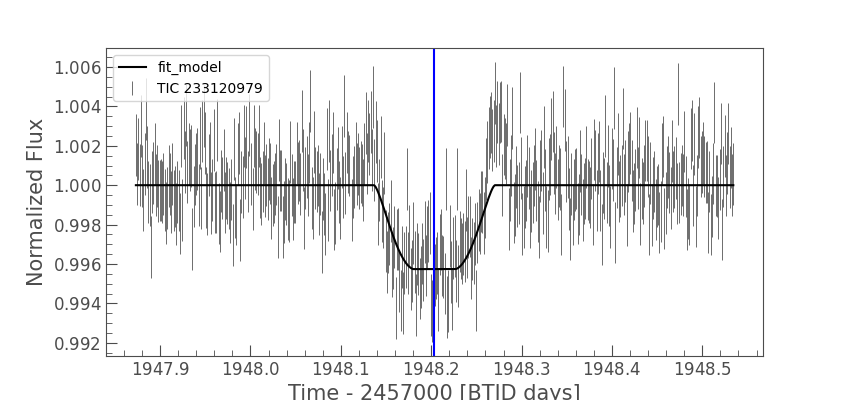 fit_model
TIC 233120979
1.006
1.004
1.002
1.000
0.998
0.996
0.994
0.992
Normalized Flux
1947.9 1948.0 1948.1 1948.2 1948.3 1948.4 1948.5
Time - 2457000 [BTJD days]